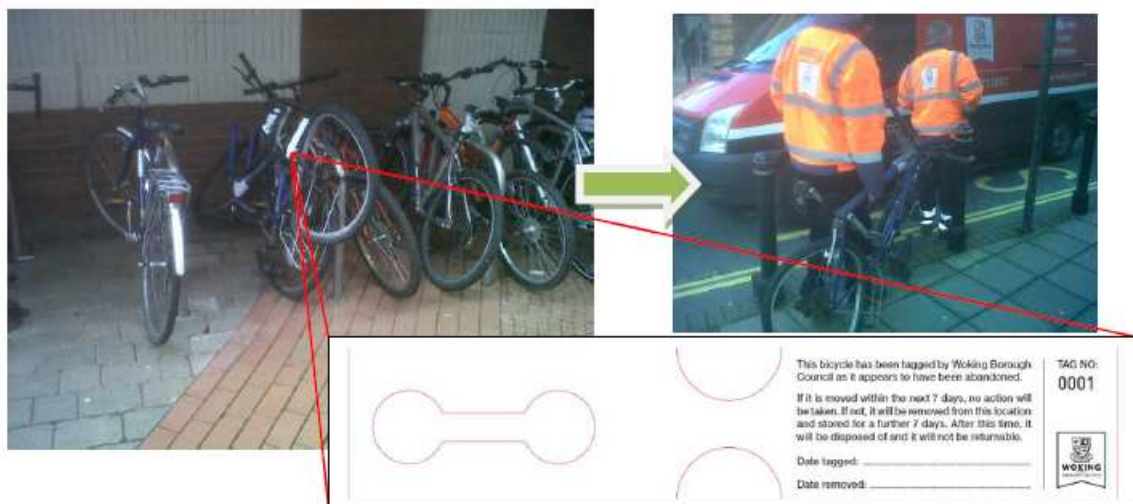 This bicycle has been tagged by Woking Borough
Council as it appears to have been abandoned.
If it is moved within the next 7 days, no action will
be taken. If not, it will be removed from this location
and stored for a further 7 days. After this time, it
will be disposed of and it will not be returnable.
Date tagged:
Date removed:
TAG NO:
0001
WOKING